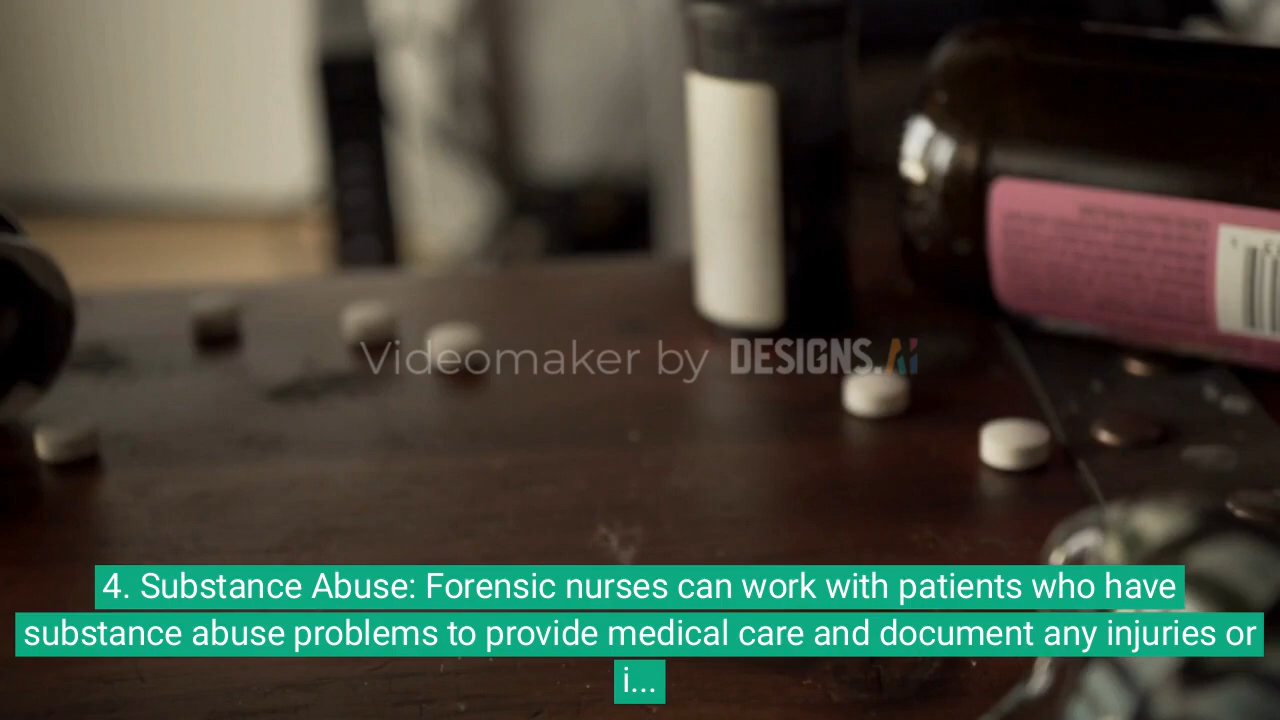 Videomaker by DESIGNS.Ai
4. Substance Abuse: Forensic nurses can work with patients who have
substance abuse problems to provide medical care and document any injuries or
i...